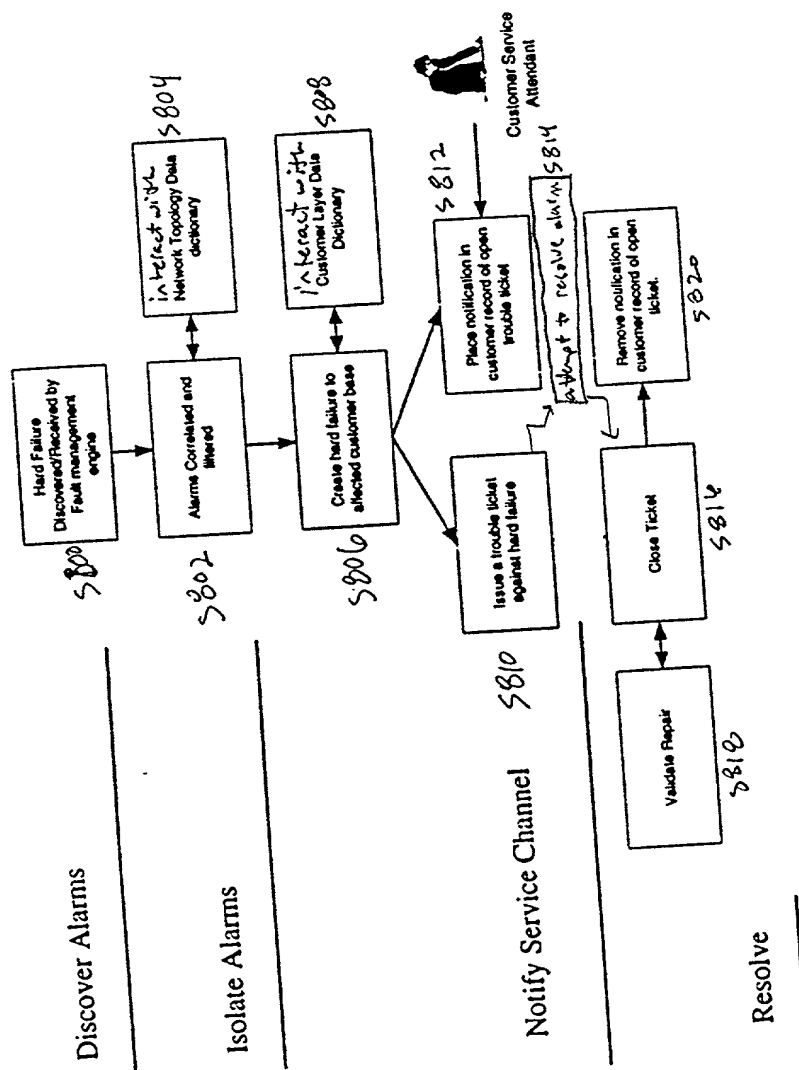 Discover Alarms
Hard Failure
Discovered/Received by
Fault management
engine
S800
Isolate Alarms
Alarms Correlated and
filtered
S802
interact with
Network Topology Data
dictionary
S804
Create hard failure to
affected customer base
S806
interact with
Customer Layer Data
Dictionary
S808
Notify Service Channel
Issue a trouble ticket
against hard failure
S810
Place notification in
customer record of open
trouble ticket
S812
Customer Service
Attendant
attempt to resolve alarm
S814
Resolve
Validate Repair
S818
Close Ticket
S816
Remove notification in
customer record of open
ticket.
S820